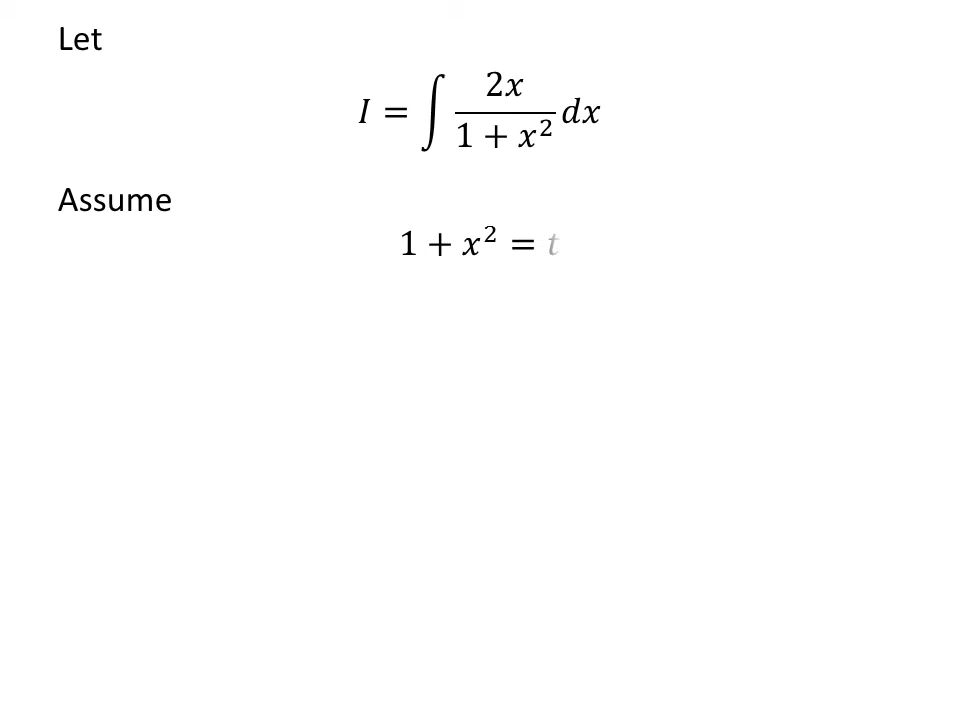 Let
𝐼 = ∫ 2𝑥 / (1 + 𝑥²) 𝑑𝑥
Assume
1 + 𝑥² = 𝑡